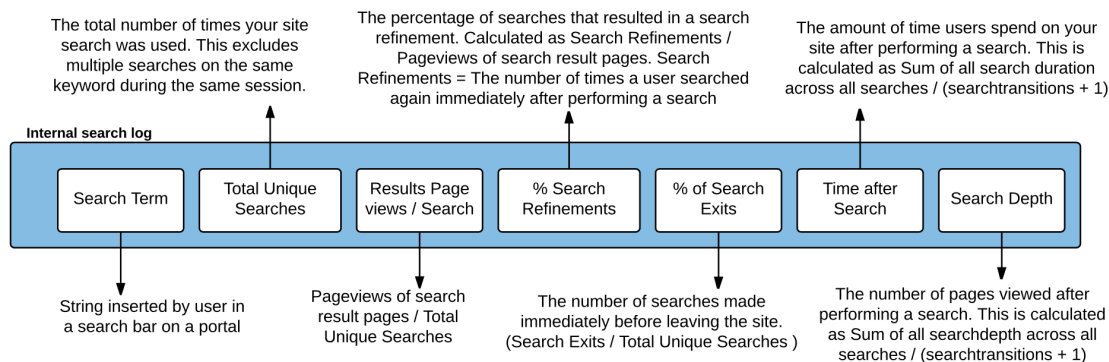 The total number of times your site
search was used. This excludes
multiple searches on the same
keyword during the same session.
The percentage of searches that resulted in a search
refinement. Calculated as Search Refinements /
Pageviews of search result pages. Search
Refinements = The number of times a user searched
again immediately after performing a search
The amount of time users spend on your
site after performing a search. This is
calculated as Sum of all search duration
across all searches / (searchtransitions + 1)
Internal search log
Search Term
Total Unique
Searches
Results Page
views / Search
% Search
Refinements
% of Search
Exits
Time after
Search
Search Depth
String inserted by user in
a search bar on a portal
Pageviews of search
result pages / Total
Unique Searches
The number of searches made
immediately before leaving the site.
(Search Exits / Total Unique Searches )
The number of pages viewed after
performing a search. This is calculated
as Sum of all searchdepth across all
searches / (searchtransitions + 1)